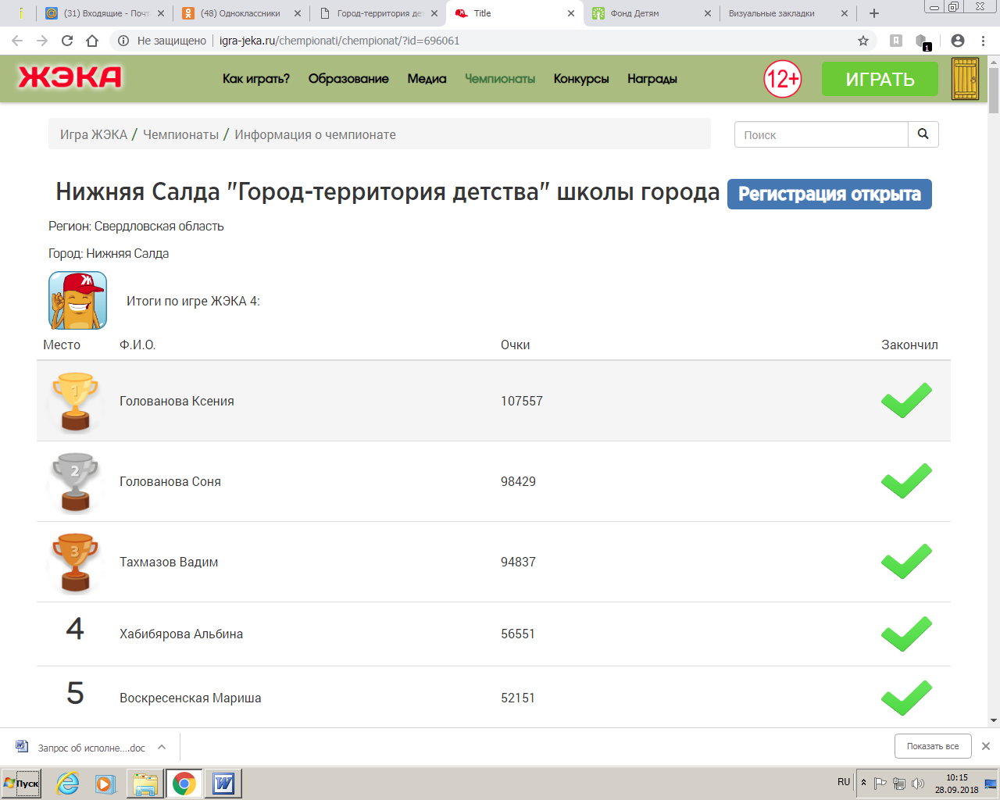 (31) Входящие - Почт
(48) Одноклассники
Город-территория дет
Title
Фонд Детям
Визуальные закладки
Не защищено
igra-jeka.ru/chempionati/chempionat/?id=696061
1
ЖЭКА
Как играть?
Образование
Медиа
Чемпионаты
Конкурсы
Награды
12+
ИГРАТЬ
Игра ЖЭКА / Чемпионаты / Информация о чемпионате
Поиск
Нижняя Салда "Город-территория детства" школы города Регистрация открыта
Регион: Свердловская область
Город: Нижняя Салда
Ж
Итоги по игре ЖЭКА 4:
Место Ф.И.О. Очки Закончил
1 Голованова Ксения 107557
2 Голованова Соня 98429
3 Тахмазов Вадим 94837
4 Хабибярова Альбина 56551
5 Воскресенская Мариша 52151
Запрос об исполне....doc
Показать все
Пуск
RU
10:15
28.09.2018